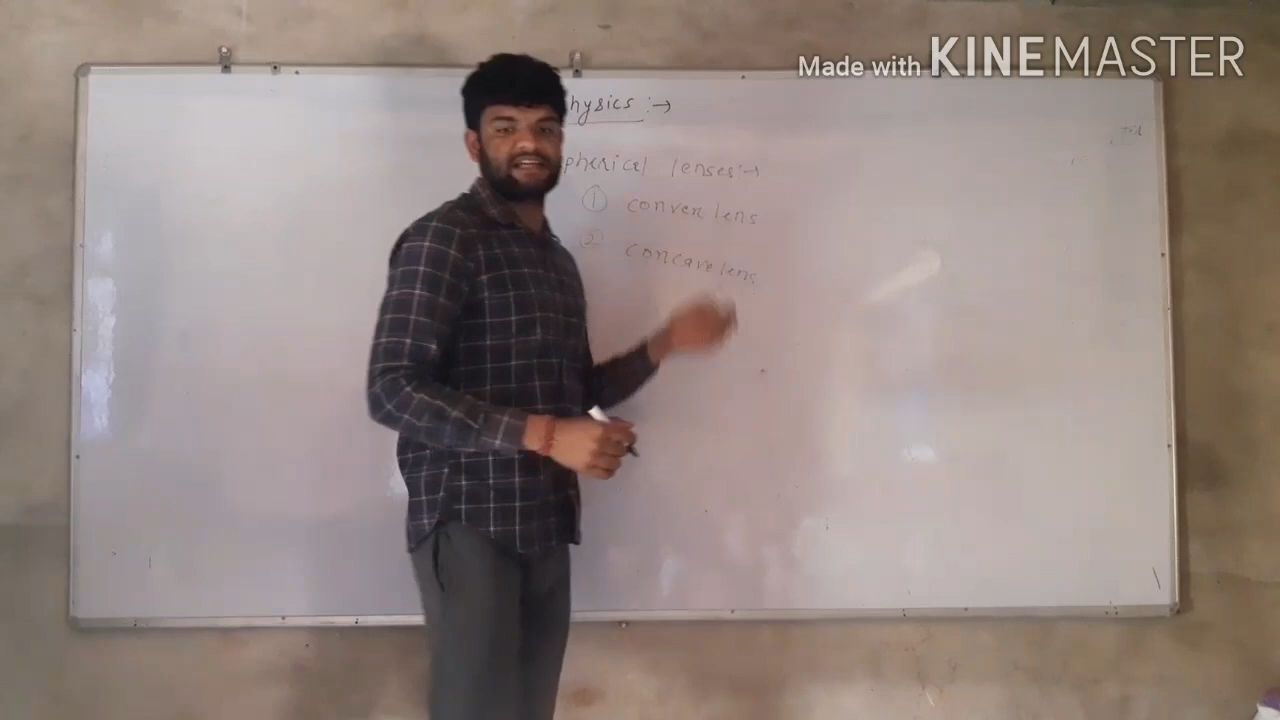 Made with KINEMASTER
hysics :→
pherical lenses :→
① convex lens
② concave lens